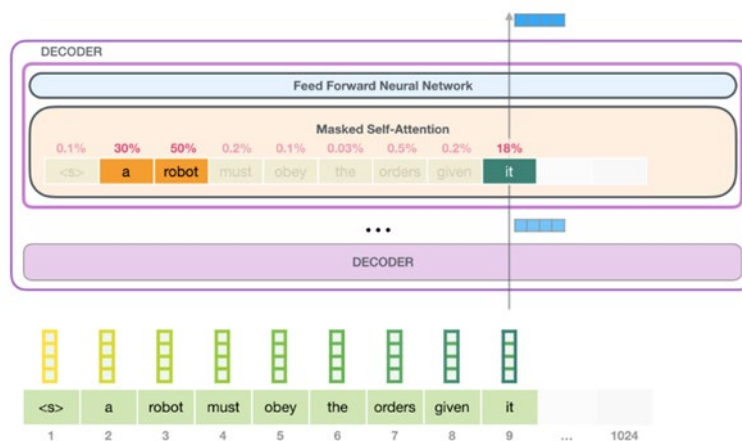 DECODER
Feed Forward Neural Network
Masked Self-Attention
0.1% 30% 50% 0.2% 0.1% 0.03% 0.5% 0.2% 18%
<s> a robot must obey the orders given it
...
DECODER
<s> a robot must obey the orders given it
1 2 3 4 5 6 7 8 9 ... 1024